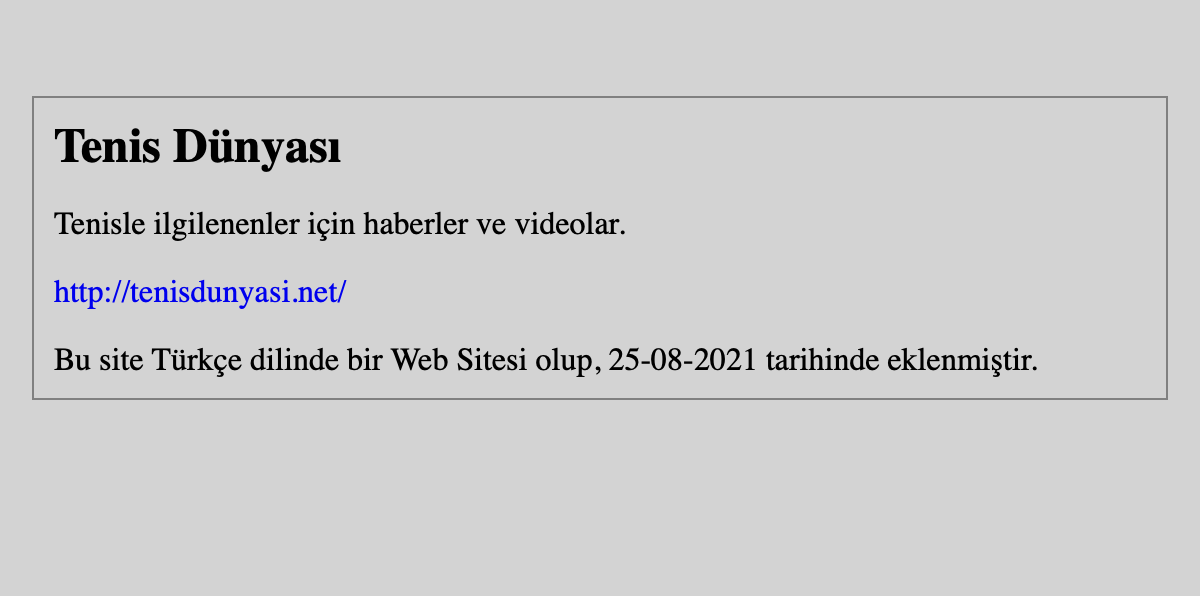 Tenis Dünyası
Tenisle ilgilenenler için haberler ve videolar.
http://tenisdunyasi.net/
Bu site Türkçe dilinde bir Web Sitesi olup, 25-08-2021 tarihinde eklenmiştir.